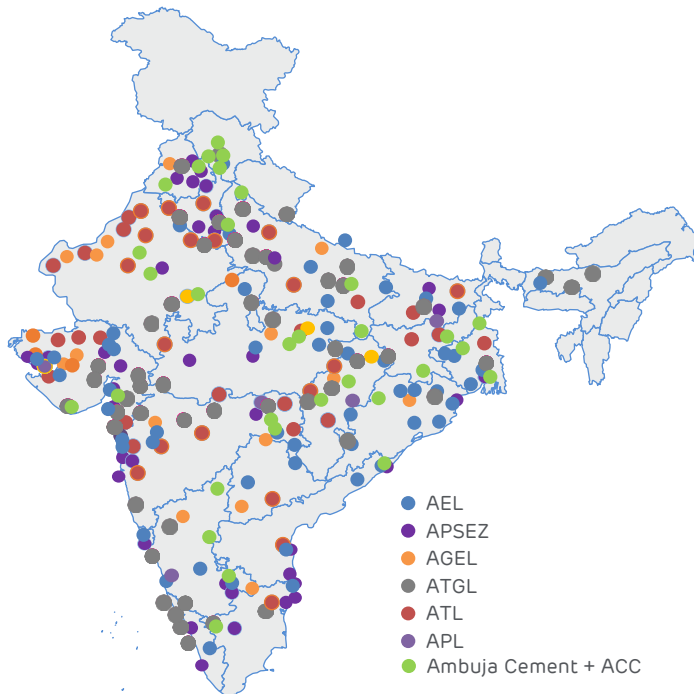 AEL
APSEZ
AGEL
ATGL
ATL
APL
Ambuja Cement + ACC